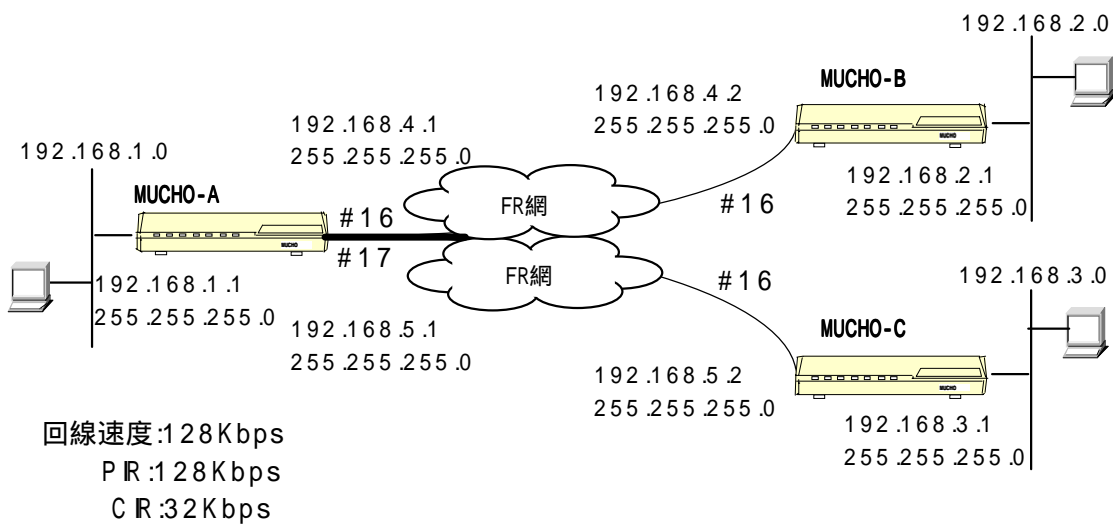 192.168.1.0
MUCHO-A
MUCHO
192.168.1.1
255.255.255.0
192.168.4.1
255.255.255.0
#16
#17
192.168.5.1
255.255.255.0
FR網
FR網
192.168.4.2
255.255.255.0
#16
MUCHO-B
MUCHO
192.168.2.0
192.168.2.1
255.255.255.0
#16
192.168.5.2
255.255.255.0
MUCHO-C
MUCHO
192.168.3.0
192.168.3.1
255.255.255.0
回線速度:128Kbps
PIR:128Kbps
CIR:32Kbps